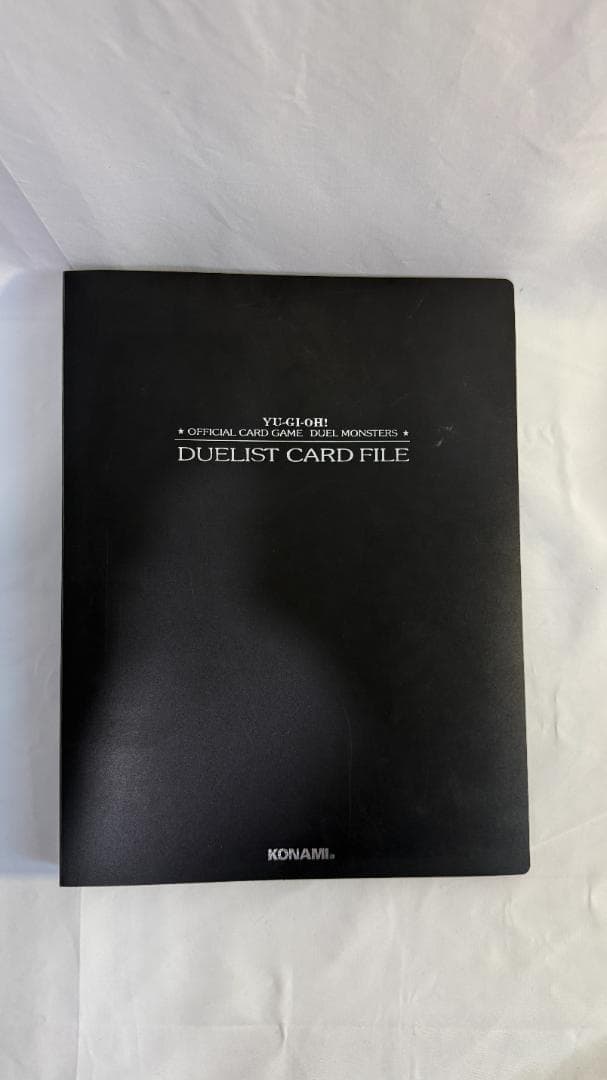 YU-GI-OH!
★ OFFICIAL CARD GAME DUEL MONSTERS ★
DUELIST CARD FILE
KONAMI®